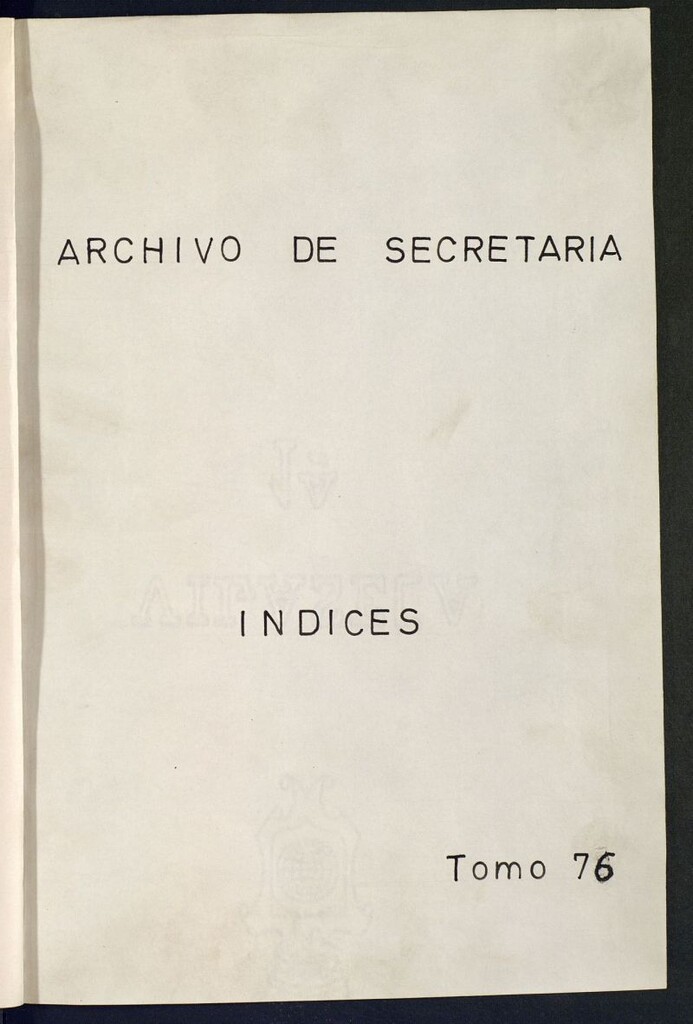 ARCHIVO DE SECRETARIA
INDICES
Tomo 76